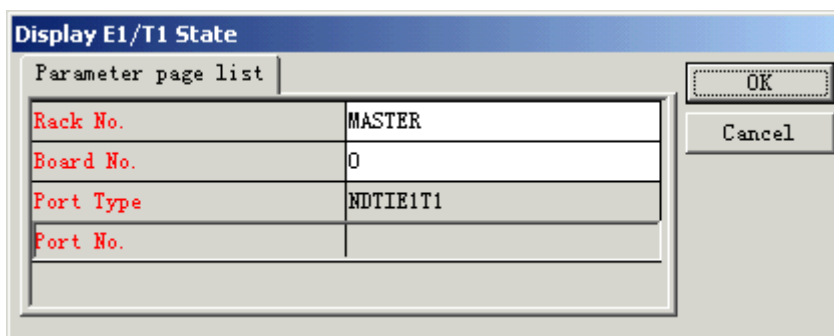 Display E1/T1 State
Parameter page list
OK
Cancel
Rack No. MASTER
Board No. 0
Port Type NDTIE1T1
Port No.